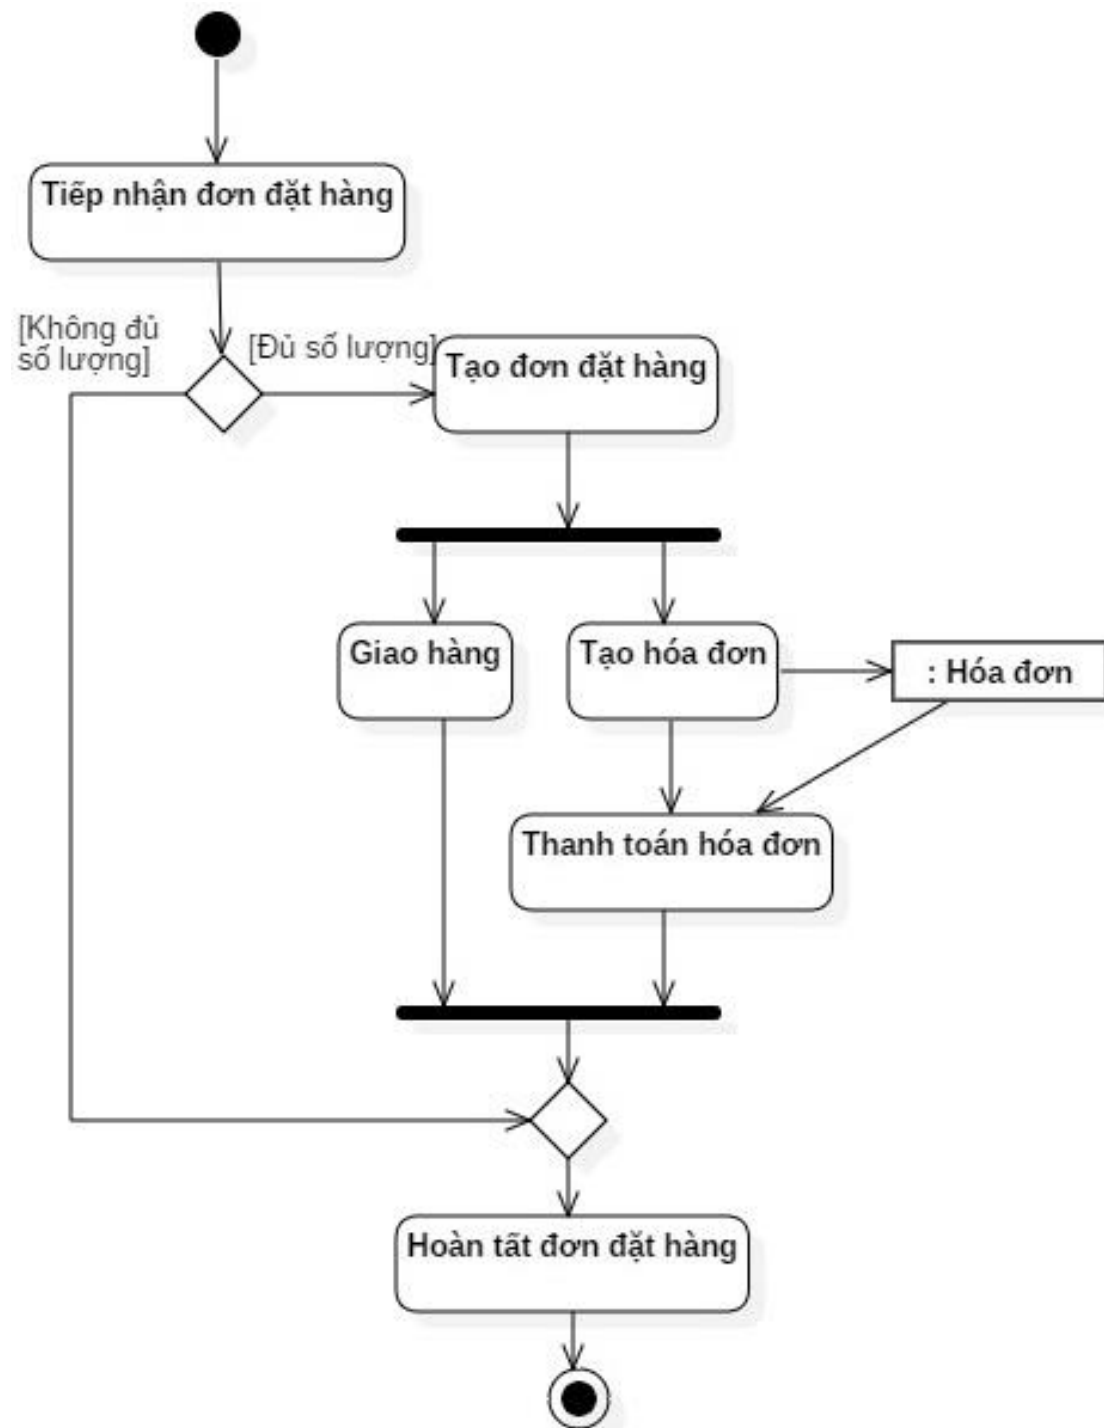 Tiếp nhận đơn đặt hàng
[Không đủ
số lượng]
[Đủ số lượng]
Tạo đơn đặt hàng
Giao hàng
Tạo hóa đơn
: Hóa đơn
Thanh toán hóa đơn
Hoàn tất đơn đặt hàng